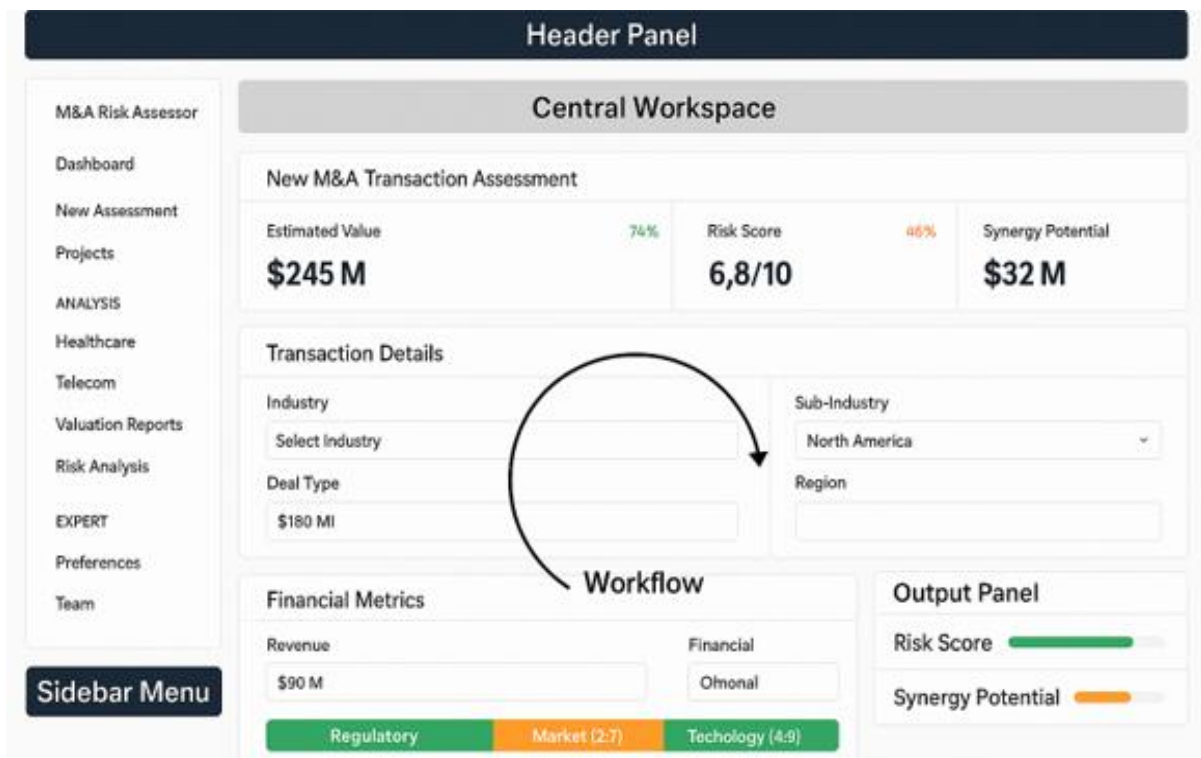 Header Panel
M&A Risk Assessor
Dashboard
New Assessment
Projects
ANALYSIS
Healthcare
Telecom
Valuation Reports
Risk Analysis
EXPERT
Preferences
Team
Sidebar Menu
Central Workspace
New M&A Transaction Assessment
Estimated Value 74%
$245 M
Risk Score 46%
6,8/10
Synergy Potential
$32 M
Transaction Details
Industry
Select Industry
Deal Type
$180 MI
Sub-Industry
North America
Region
Workflow
Financial Metrics
Revenue
$90 M
Financial
Omonal
Regulatory Market (2:7) Techology (4:9)
Output Panel
Risk Score
Synergy Potential